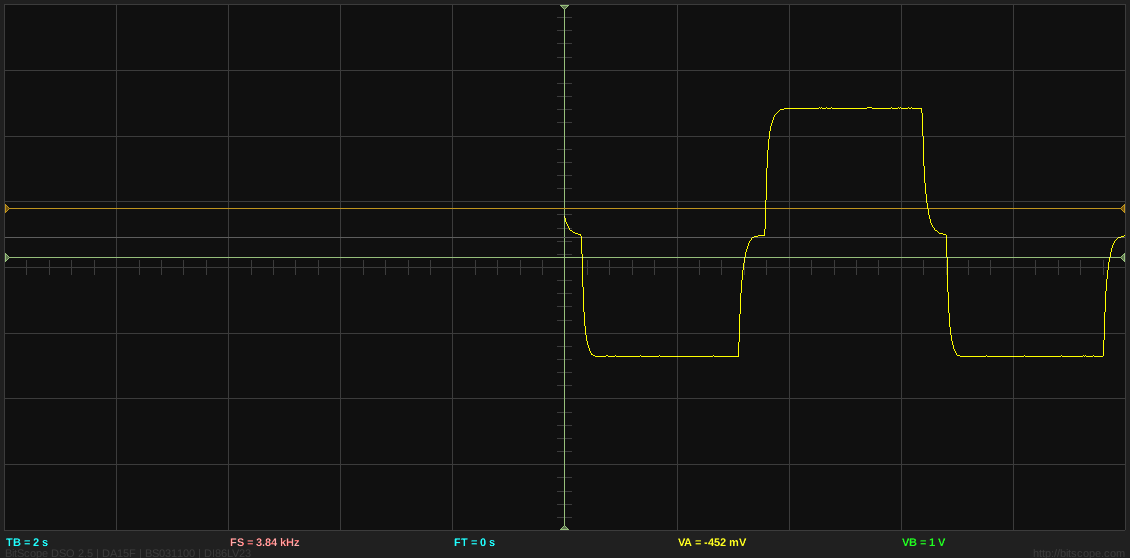 TB = 2 s FS = 3.84 kHz FT = 0 s VA = -452 mV VB = 1 V
BitScope DSO 2.5 | DA15F | BS031100 | DI86LV23 http://bitscope.com